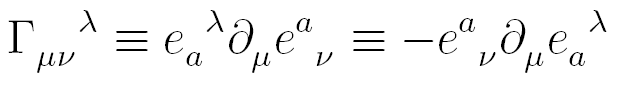 Γ_{μν}^{λ} ≡ e_a^{λ} ∂_μ e^a_ν ≡ −e^a_ν ∂_μ e_a^{λ}